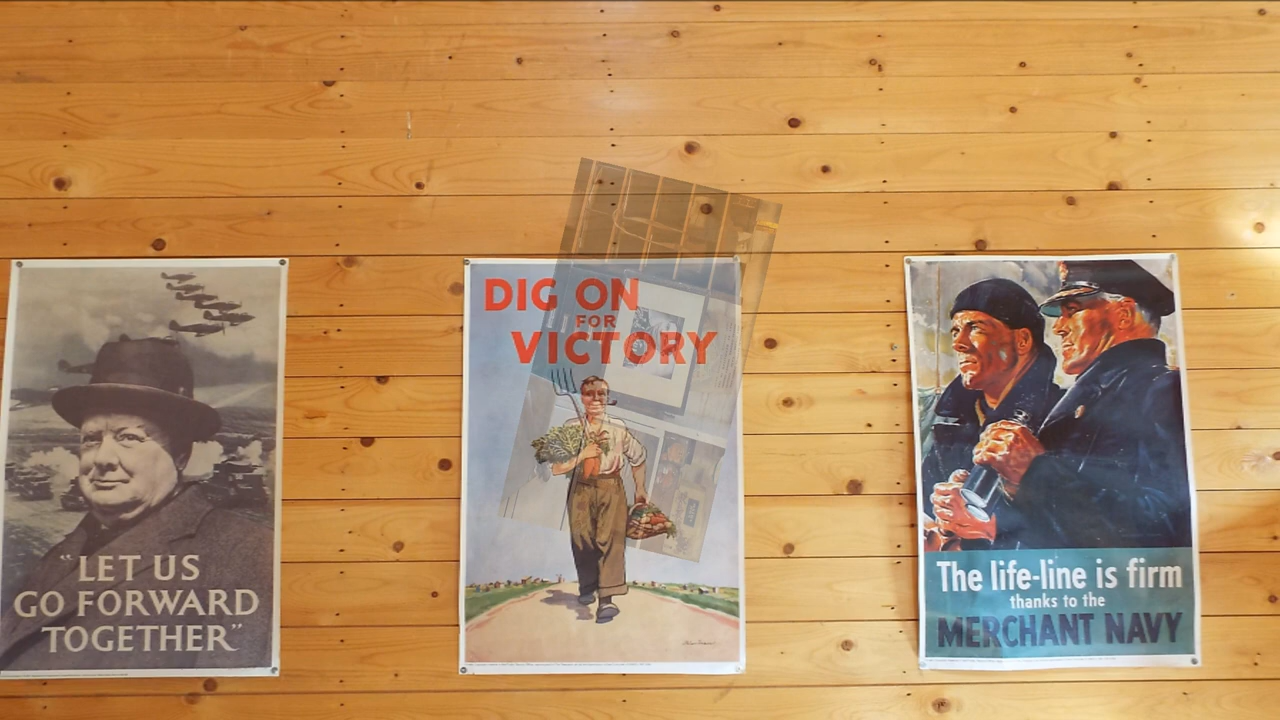 "LET US
GO FORWARD
TOGETHER"
DIG ON
FOR
VICTORY
The life-line is firm
thanks to the
MERCHANT NAVY